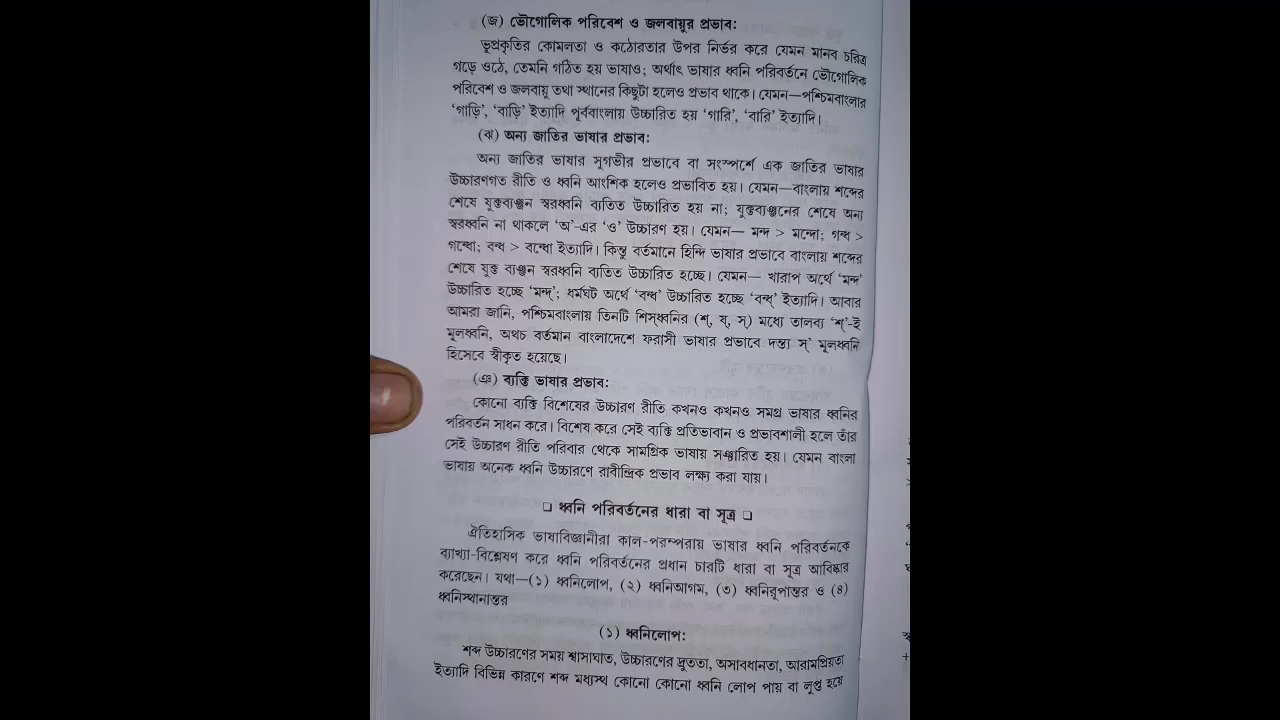 (জ) ভৌগোলিক পরিবেশ ও জলবায়ুর প্রভাব:
ভূপ্রকৃতির কোমলতা ও কঠোরতার উপর নির্ভর করে যেমন মানব চরিত্র
গড়ে ওঠে, তেমনি গঠিত হয় ভাষাও; অর্থাৎ ভাষার ধ্বনি পরিবর্তনে ভৌগোলিক
পরিবেশ ও জলবায়ু তথা স্থানের কিছুটা হলেও প্রভাব থাকে। যেমন—পশ্চিমবাংলার
‘গাড়ি’, ‘বাড়ি’ ইত্যাদি পূর্ববাংলায় উচ্চারিত হয় ‘গারি’, ‘বারি’ ইত্যাদি।
(ঝ) অন্য জাতির ভাষার প্রভাব:
অন্য জাতির ভাষার সুগভীর প্রভাবে বা সংস্পর্শে এক জাতির ভাষার
উচ্চারণগত রীতি ও ধ্বনি আংশিক হলেও প্রভাবিত হয়। যেমন—বাংলায় শব্দের
শেষে যুক্তব্যঞ্জন স্বরধ্বনি ব্যতিত উচ্চারিত হয় না; যুক্তব্যঞ্জনের শেষে অন্য
স্বরধ্বনি না থাকলে ‘অ’-এর ‘ও’ উচ্চারণ হয়। যেমন— মন্দ > মন্দো; গন্ধ >
গন্ধো; বন্ধ > বন্ধো ইত্যাদি। কিন্তু বর্তমানে হিন্দি ভাষার প্রভাবে বাংলায় শব্দের
শেষে যুক্ত ব্যঞ্জন স্বরধ্বনি ব্যতিত উচ্চারিত হচ্ছে। যেমন— খারাপ অর্থে ‘মন্দ’
উচ্চারিত হচ্ছে ‘মন্দ্’; ধর্মঘট অর্থে ‘বন্ধ’ উচ্চারিত হচ্ছে ‘বন্ধ্’ ইত্যাদি। আবার
আমরা জানি, পশ্চিমবাংলায় তিনটি শিস্‌ধ্বনির (শ্, ষ্, স্) মধ্যে তালব্য ‘শ্’-ই
মূলধ্বনি, অথচ বর্তমান বাংলাদেশে ফরাসী ভাষার প্রভাবে দন্ত্য স্’ মূলধ্বনি
হিসেবে স্বীকৃত হয়েছে।
(ঞ) ব্যক্তি ভাষার প্রভাব:
কোনো ব্যক্তি বিশেষের উচ্চারণ রীতি কখনও কখনও সমগ্র ভাষার ধ্বনির
পরিবর্তন সাধন করে। বিশেষ করে সেই ব্যক্তি প্রতিভাবান ও প্রভাবশালী হলে তাঁর
সেই উচ্চারণ রীতি পরিবার থেকে সামগ্রিক ভাষায় সঞ্চারিত হয়। যেমন বাংলা
ভাষায় অনেক ধ্বনি উচ্চারণে রাবীন্দ্রিক প্রভাব লক্ষ্য করা যায়।
❑ ধ্বনি পরিবর্তনের ধারা বা সূত্র ❑
ঐতিহাসিক ভাষাবিজ্ঞানীরা কাল-পরম্পরায় ভাষার ধ্বনি পরিবর্তনকে
ব্যাখ্যা-বিশ্লেষণ করে ধ্বনি পরিবর্তনের প্রধান চারটি ধারা বা সূত্র আবিষ্কার
করেছেন। যথা—(১) ধ্বনিলোপ, (২) ধ্বনিআগম, (৩) ধ্বনিরূপান্তর ও (৪)
ধ্বনিস্থানান্তর
(১) ধ্বনিলোপ:
শব্দ উচ্চারণের সময় শ্বাসাঘাত, উচ্চারণের দ্রুততা, অসাবধানতা, আরামপ্রিয়তা
ইত্যাদি বিভিন্ন কারণে শব্দ মধ্যস্থ কোনো কোনো ধ্বনি লোপ পায় বা লুপ্ত হয়ে